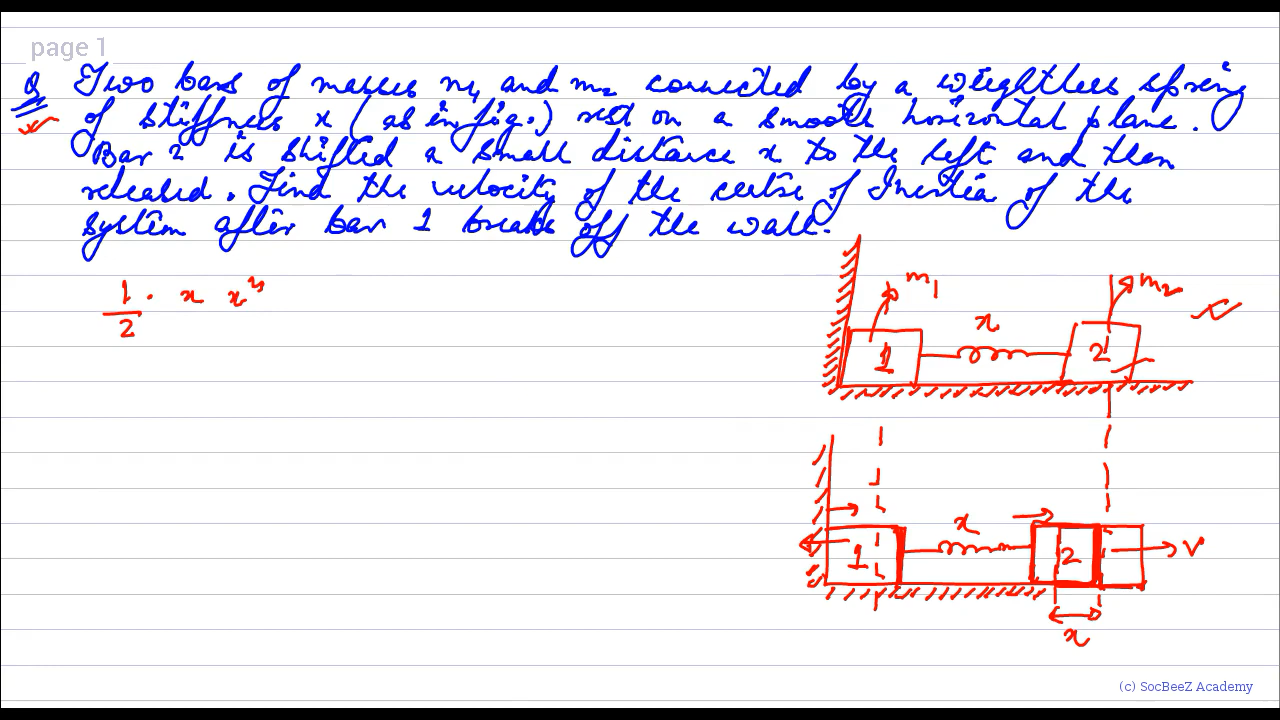 page 1
Q Two bars of masses m1 and m2 connected by a weightless spring
of stiffness x (as in fig.) rest on a smooth horizontal plane.
Bar 2 is shifted a small distance x to the left and then
released. Find the velocity of the centre of Inertia of the
system after bar 1 breaks off the wall.
1/2 · x x²
m1
m2
x
1
2
x
1
2
V
x
(c) SocBeeZ Academy